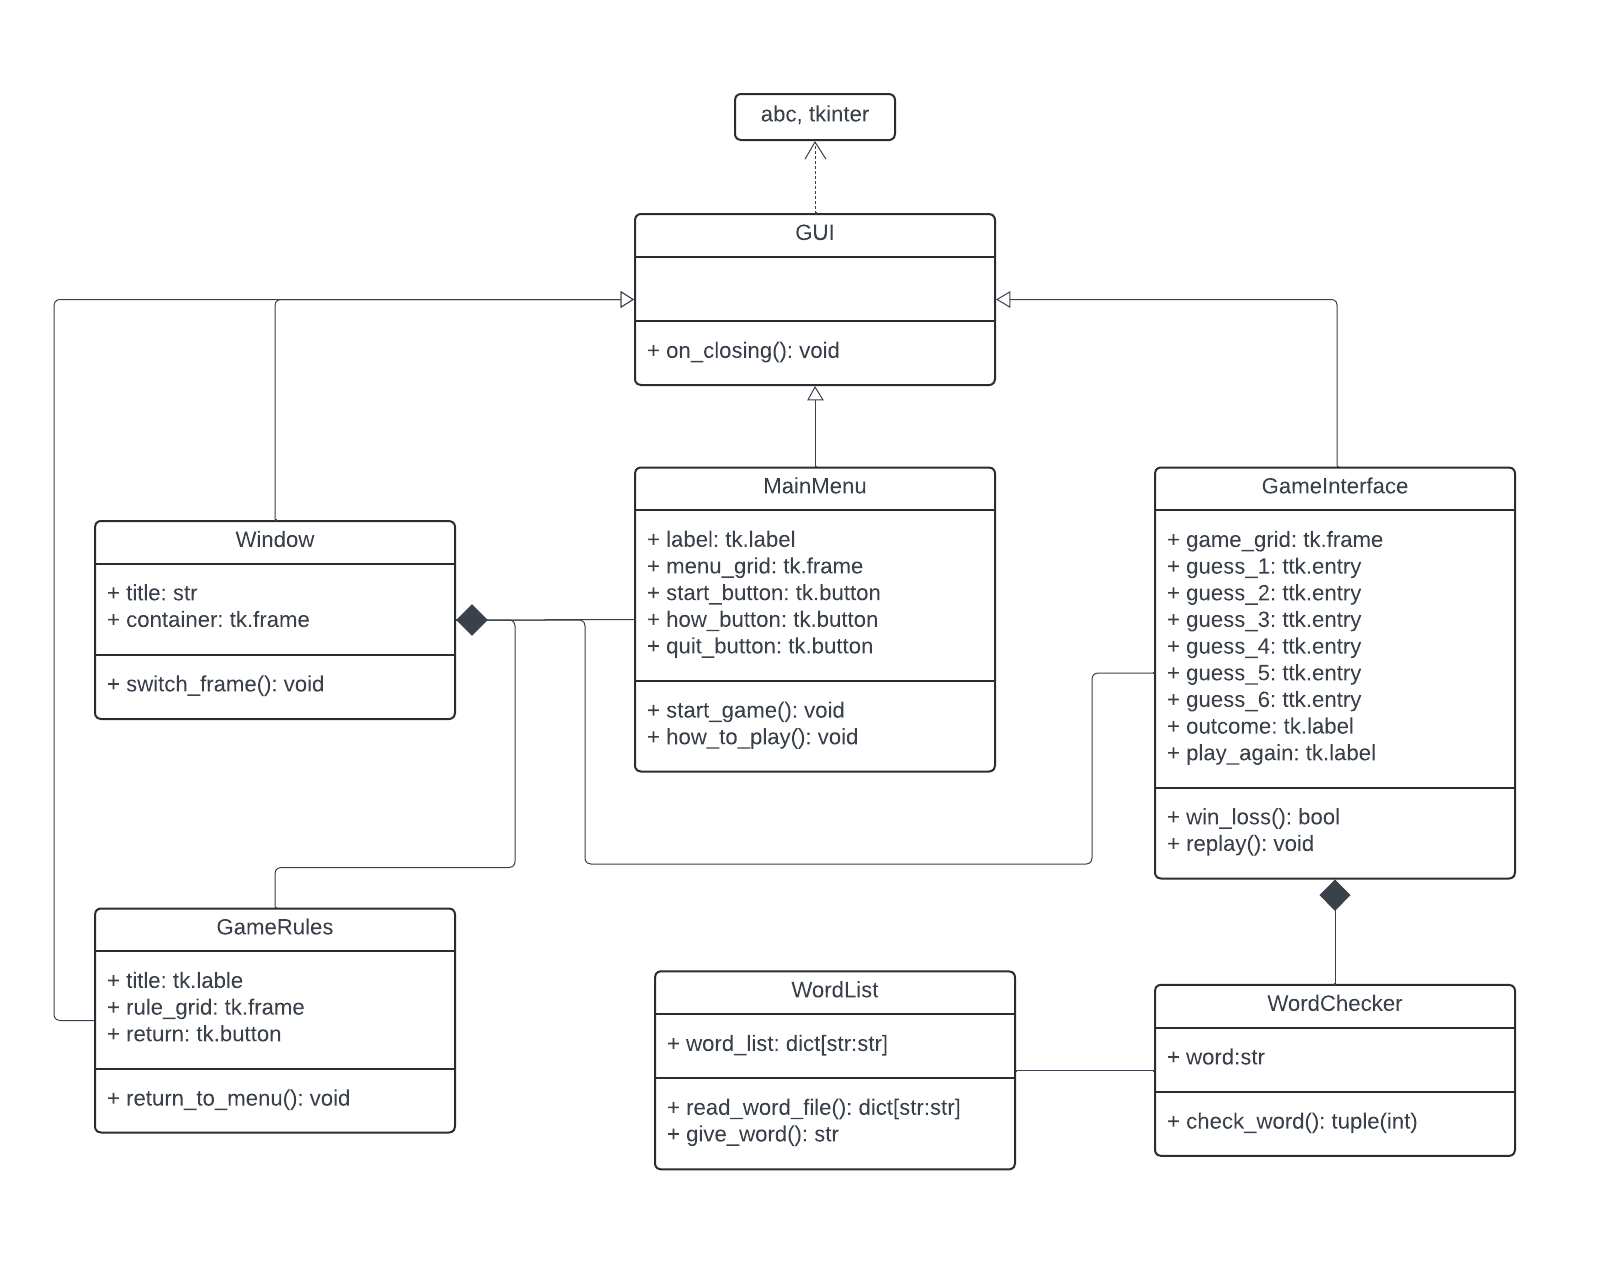 abc, tkinter
GUI
+ on_closing(): void
MainMenu
+ label: tk.label
+ menu_grid: tk.frame
+ start_button: tk.button
+ how_button: tk.button
+ quit_button: tk.button
+ start_game(): void
+ how_to_play(): void
GameInterface
+ game_grid: tk.frame
+ guess_1: ttk.entry
+ guess_2: ttk.entry
+ guess_3: ttk.entry
+ guess_4: ttk.entry
+ guess_5: ttk.entry
+ guess_6: ttk.entry
+ outcome: tk.label
+ play_again: tk.label
+ win_loss(): bool
+ replay(): void
Window
+ title: str
+ container: tk.frame
+ switch_frame(): void
GameRules
+ title: tk.lable
+ rule_grid: tk.frame
+ return: tk.button
+ return_to_menu(): void
WordList
+ word_list: dict[str:str]
+ read_word_file(): dict[str:str]
+ give_word(): str
WordChecker
+ word:str
+ check_word(): tuple(int)